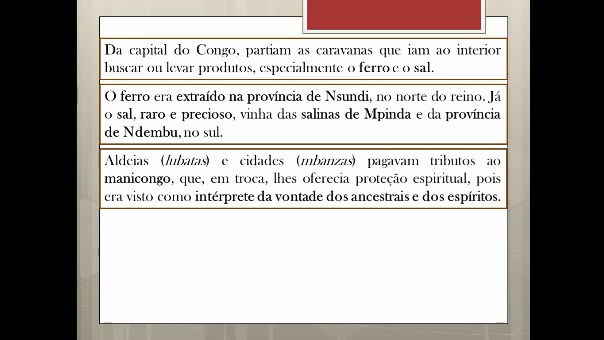 Da capital do Congo, partiam as caravanas que iam ao interior
buscar ou levar produtos, especialmente o ferro e o sal.
O ferro era extraído na província de Nsundi, no norte do reino. Já
o sal, raro e precioso, vinha das salinas de Mpinda e da província
de Ndembu, no sul.
Aldeias (lubatas) e cidades (mbanzas) pagavam tributos ao
manicongo, que, em troca, lhes oferecia proteção espiritual, pois
era visto como intérprete da vontade dos ancestrais e dos espíritos.